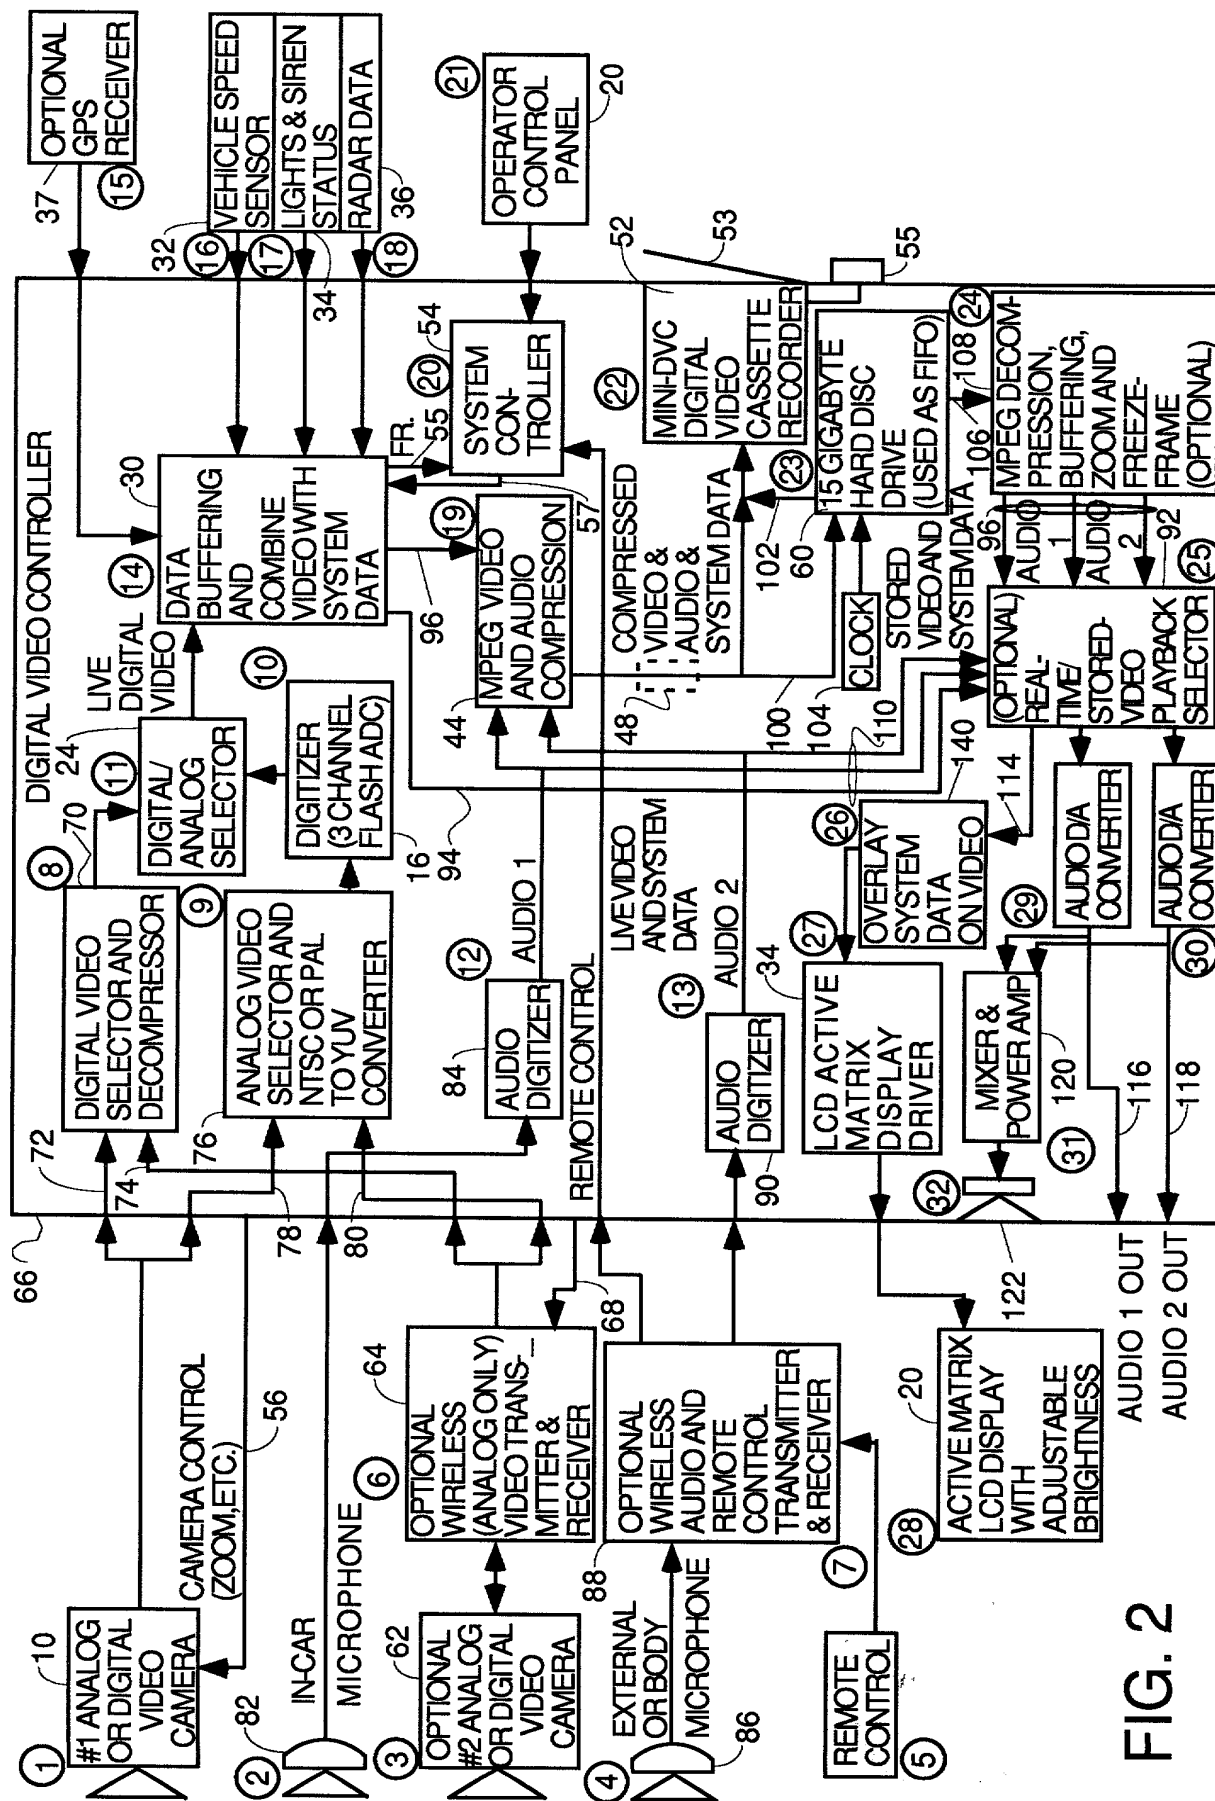 1
10
#1 ANALOG
OR DIGITAL
VIDEO
CAMERA
CAMERA CONTROL
(ZOOM, ETC.)
56
82
2
IN-CAR
MICROPHONE
3
62
OPTIONAL
#2 ANALOG
OR DIGITAL
VIDEO
CAMERA
6
64
OPTIONAL
WIRELESS
(ANALOG ONLY)
VIDEO TRANS-
MITTER &
RECEIVER
4
EXTERNAL
OR BODY
MICROPHONE
86
88
OPTIONAL
WIRELESS
AUDIO AND
REMOTE
CONTROL
TRANSMITTER
& RECEIVER
68
7
REMOTE
CONTROL
5
28
20
ACTIVE MATRIX
LCD DISPLAY
WITH
ADJUSTABLE
BRIGHTNESS
122
AUDIO 1 OUT
AUDIO 2 OUT
66
DIGITAL VIDEO CONTROLLER
72
74
8
70
DIGITAL VIDEO
SELECTOR AND
DECOMPRESSOR
76
78
80
9
ANALOG VIDEO
SELECTOR AND
NTSC OR PAL
TO YUV
CONVERTER
11
24
DIGITAL/
ANALOG
SELECTOR
10
DIGITIZER
(3 CHANNEL
FLASH ADC)
16
94
LIVE
DIGITAL
VIDEO
14
30
DATA
BUFFERING
AND
COMBINE
VIDEO WITH
SYSTEM
DATA
96
FR.
55
57
84
12
AUDIO
DIGITIZER
AUDIO 1
REMOTE CONTROL
44
19
MPEG VIDEO
AND AUDIO
COMPRESSION
20
54
SYSTEM
CON-
TROLLER
37
OPTIONAL
GPS
RECEIVER
15
32
16
VEHICLE SPEED
SENSOR
17
LIGHTS & SIREN
STATUS
34
18
RADAR DATA
36
21
OPERATOR
CONTROL
PANEL
20
LIVE VIDEO
AND SYSTEM
DATA
48
COMPRESSED
VIDEO &
AUDIO &
SYSTEM DATA
22
52
53
55
MINI-DVC
DIGITAL
VIDEO
CASSETTE
RECORDER
100
102
23
60
15 GIGABYTE
HARD DISC
DRIVE
(USED AS FIFO)
104
CLOCK
110
STORED
VIDEO AND
SYSTEM DATA
106
24
108
MPEG DECOM-
PRESSION,
BUFFERING,
ZOOM AND
FREEZE-
FRAME
(OPTIONAL)
96
AUDIO
1
AUDIO
2
92
25
(OPTIONAL)
REAL-
TIME/
STORED-
VIDEO
PLAYBACK
SELECTOR
90
13
AUDIO
DIGITIZER
AUDIO 2
27
34
LCD ACTIVE
MATRIX
DISPLAY
DRIVER
26
140
OVERLAY
SYSTEM
DATA
ON VIDEO
114
32
31
MIXER &
POWER AMP
120
29
AUDIO D/A
CONVERTER
30
AUDIO D/A
CONVERTER
116
118
FIG. 2